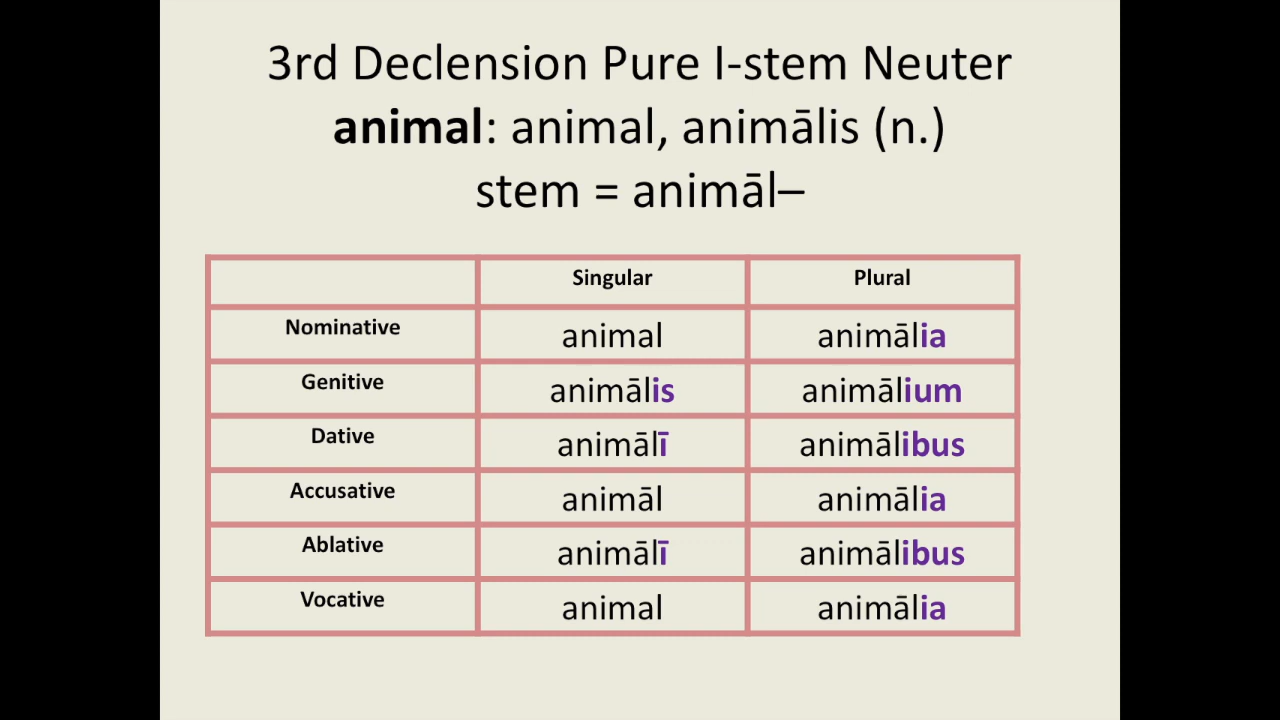 3rd Declension Pure I-stem Neuter
animal: animal, animālis (n.)
stem = animāl–
Singular Plural
Nominative animal animālia
Genitive animālis animālium
Dative animālī animālibus
Accusative animāl animālia
Ablative animālī animālibus
Vocative animal animālia